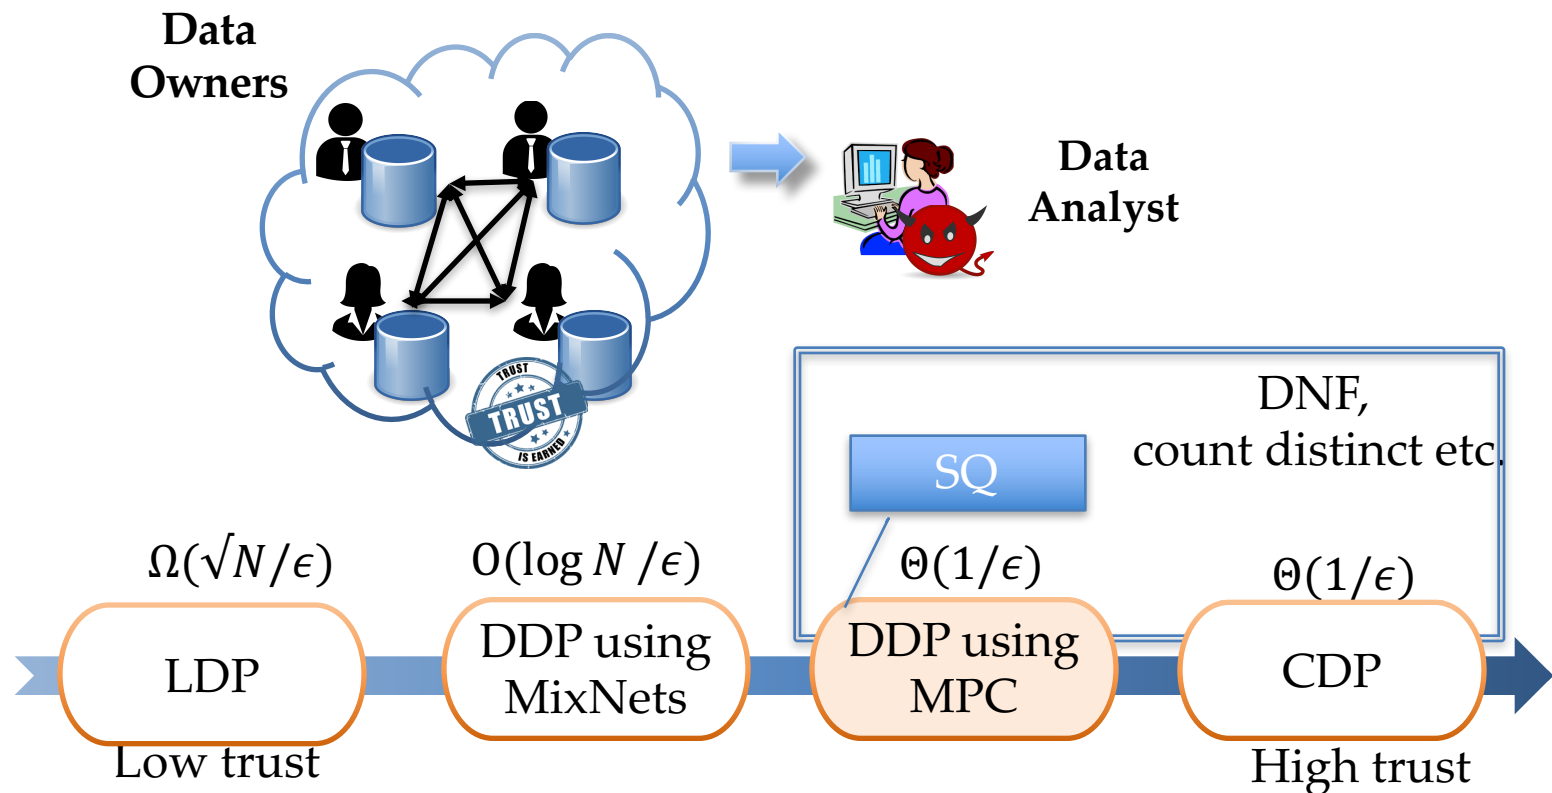 Data
Owners
Data
Analyst
TRUST
TRUST
IS EARNED
DNF,
count distinct etc.
SQ
Ω(√N/ϵ)
O(log N /ϵ)
Θ(1/ϵ)
Θ(1/ϵ)
LDP
DDP using
MixNets
DDP using
MPC
CDP
Low trust
High trust